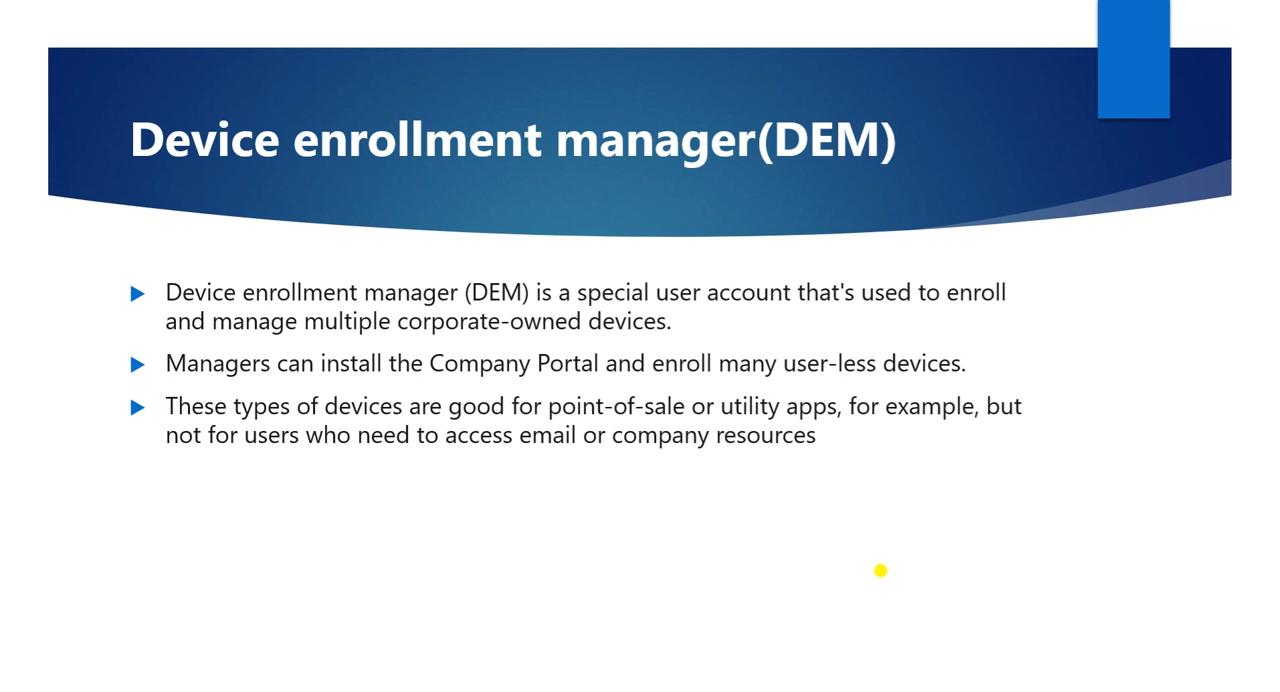 Device enrollment manager(DEM)
Device enrollment manager (DEM) is a special user account that's used to enroll
and manage multiple corporate-owned devices.
Managers can install the Company Portal and enroll many user-less devices.
These types of devices are good for point-of-sale or utility apps, for example, but
not for users who need to access email or company resources